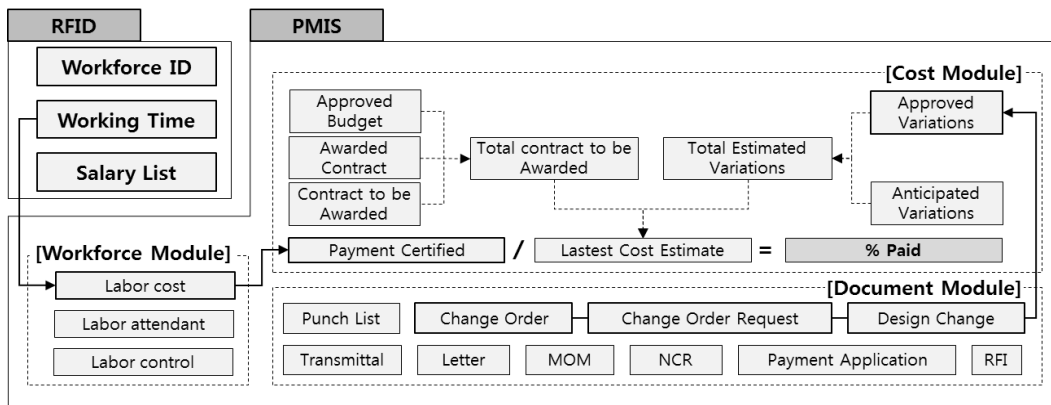 RFID
Workforce ID
Working Time
Salary List
PMIS
[Cost Module]
Approved
Budget
Awarded
Contract
Contract to be
Awarded
Total contract to be
Awarded
Total Estimated
Variations
Approved
Variations
Anticipated
Variations
Payment Certified / Lastest Cost Estimate = % Paid
[Workforce Module]
Labor cost
Labor attendant
Labor control
[Document Module]
Punch List Change Order Change Order Request Design Change
Transmittal Letter MOM NCR Payment Application RFI